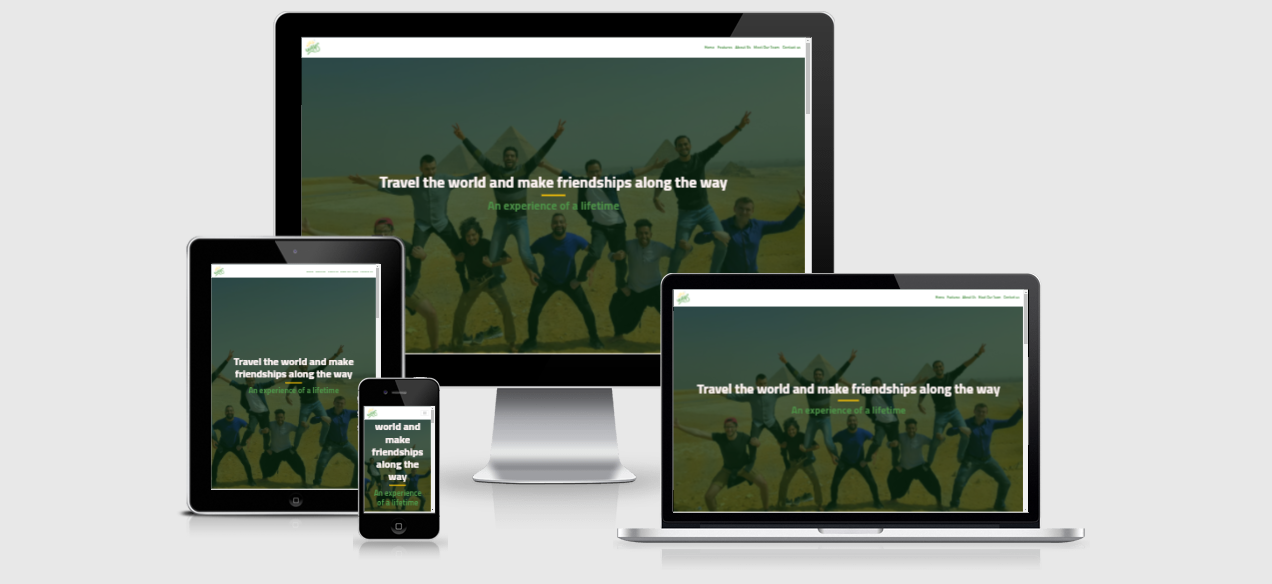 Home Features About Us Meet Our Team Contact us
Travel the world and make friendships along the way
An experience of a lifetime
Travel the world and make
friendships along the way
An experience of a lifetime
world and
make
friendships
along the
way
An experience
of a lifetime
Home Features About Us Meet Our Team Contact us
Travel the world and make friendships along the way
An experience of a lifetime